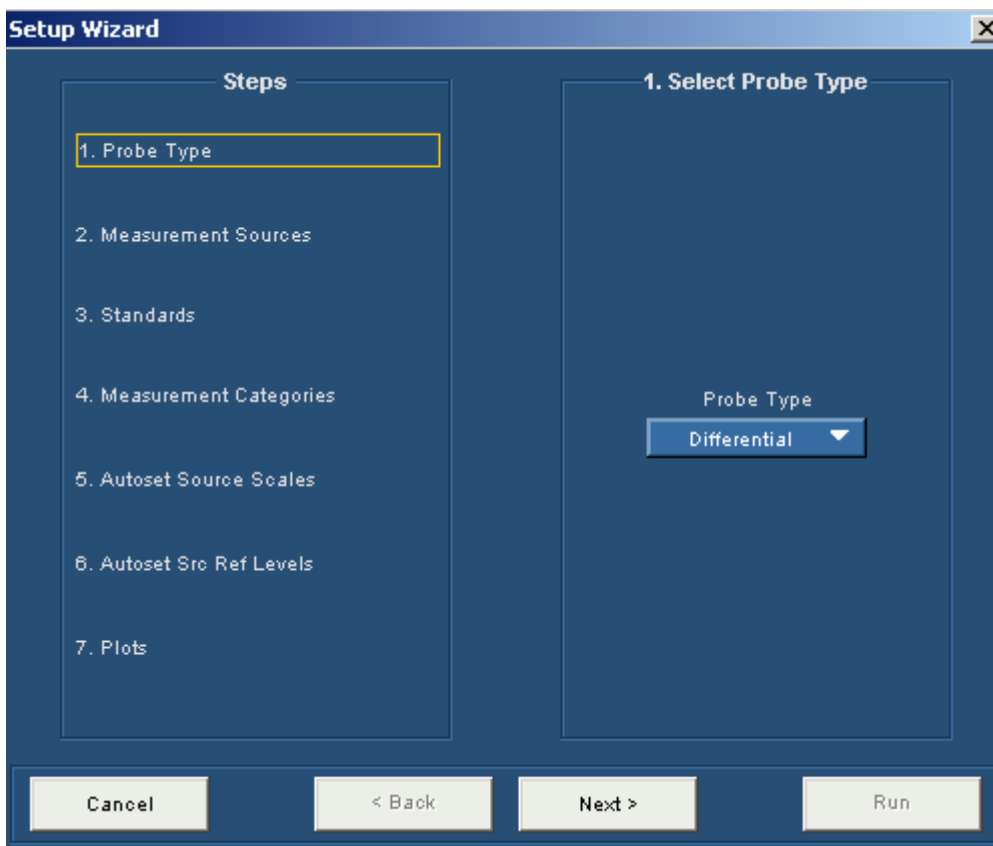 Setup Wizard
Steps
1. Probe Type
2. Measurement Sources
3. Standards
4. Measurement Categories
5. Autoset Source Scales
6. Autoset Src Ref Levels
7. Plots
1. Select Probe Type
Probe Type
Differential
Cancel
< Back
Next >
Run